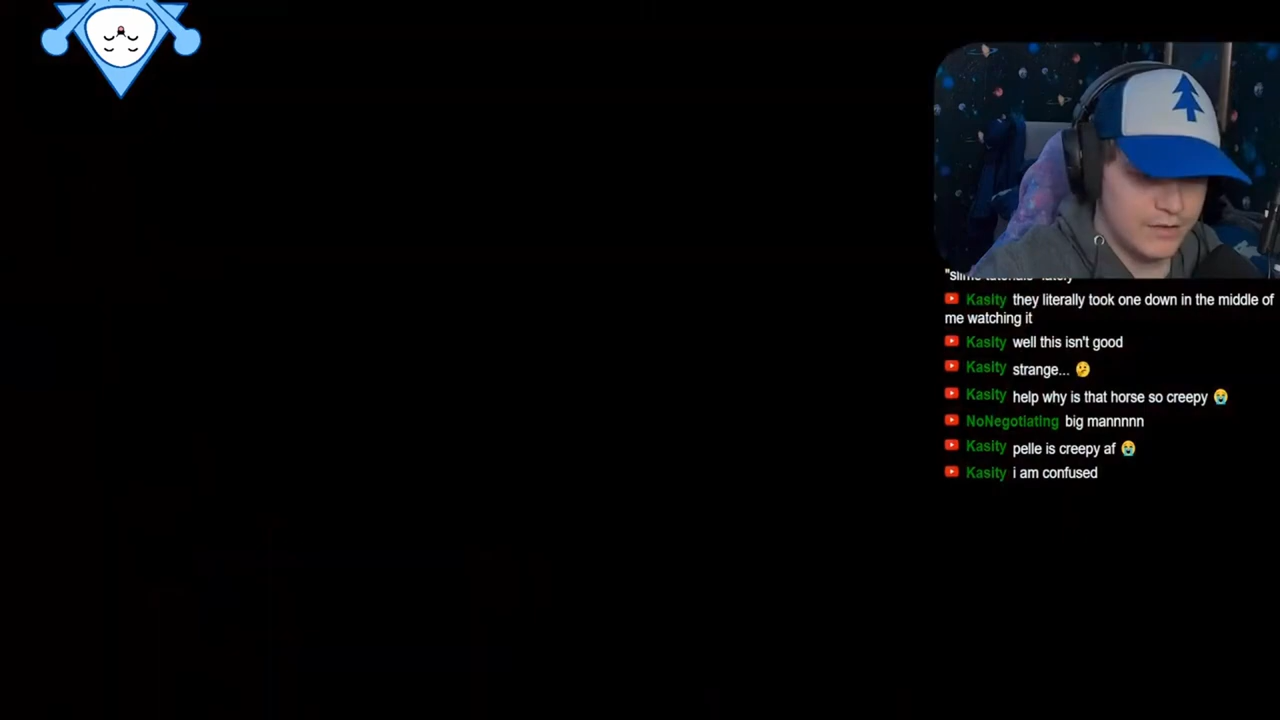 Kasity they literally took one down in the middle of
me watching it
Kasity well this isn't good
Kasity strange... 🤔
Kasity help why is that horse so creepy 😭
NoNegotiating big mannnnn
Kasity pelle is creepy af 😭
Kasity i am confused